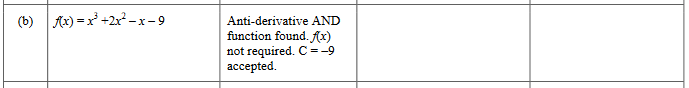 (b) f(x) = x³ +2x² – x – 9 Anti-derivative AND
function found. f(x)
not required. C = –9
accepted.